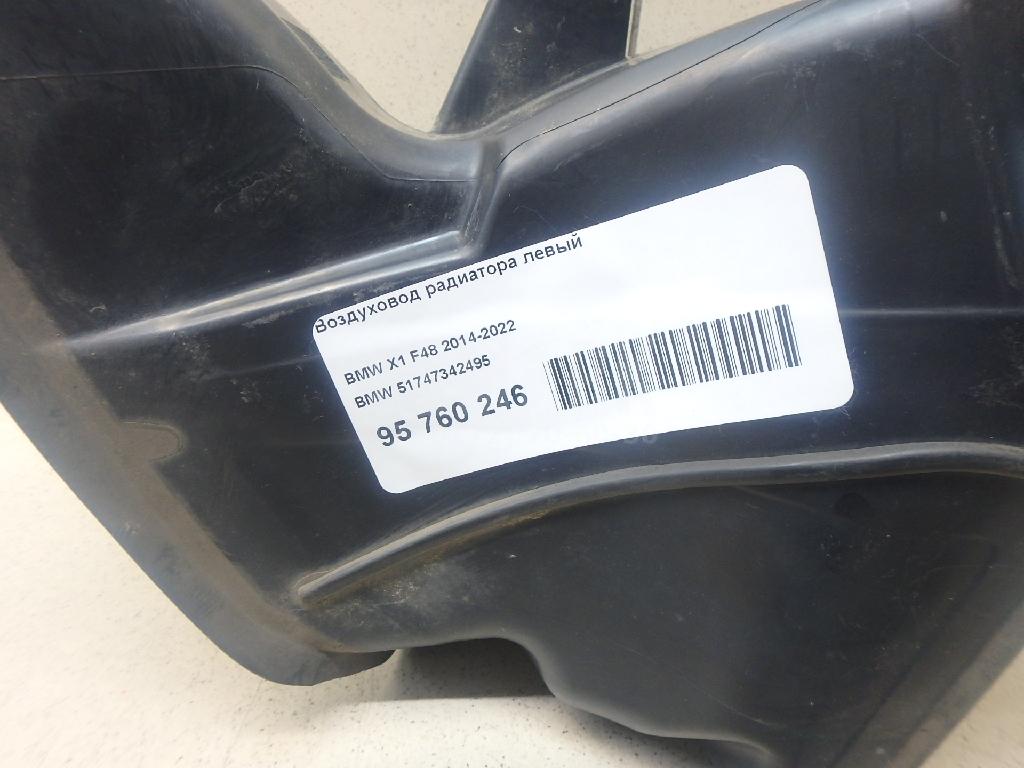 Воздуховод радиатора левый
BMW X1 F48 2014-2022
BMW 51747342495
95 760 246